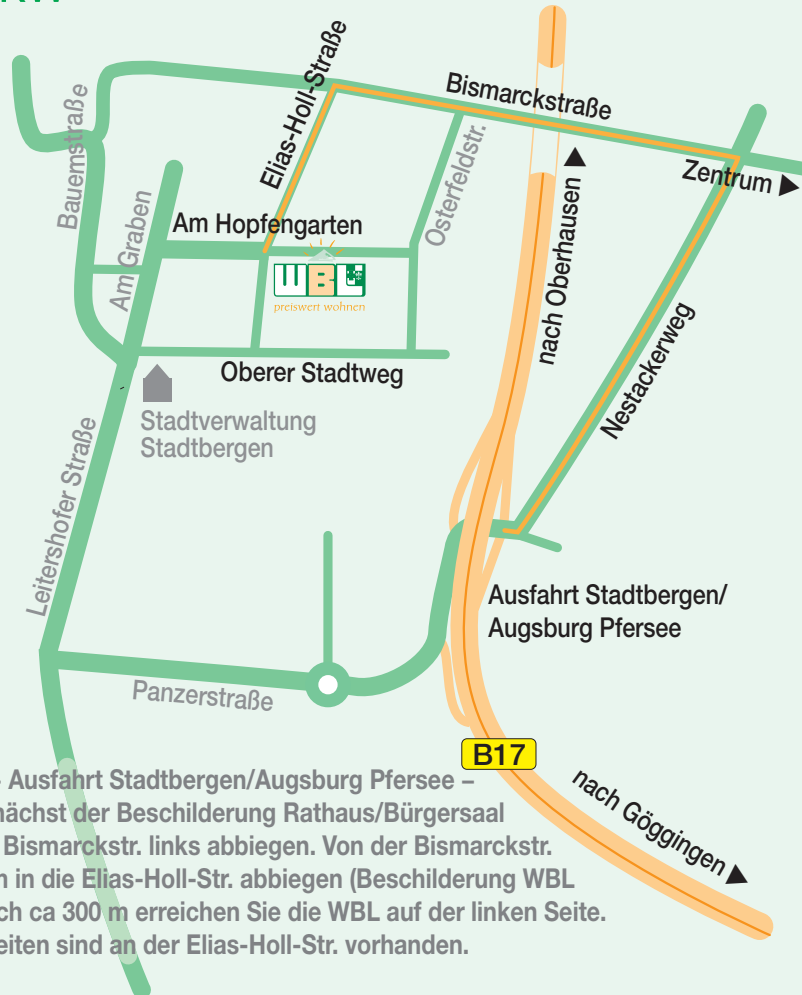 Elias-Holl-Straße
Bismarckstraße
Bauernstraße
Osterfeldstr.
Zentrum
Am Graben
Am Hopfengarten
nach Oberhausen
WBL
preiswert wohnen
Nestackerweg
Oberer Stadtweg
Stadtverwaltung
Stadtbergen
Leitershofer Straße
Ausfahrt Stadtbergen/
Augsburg Pfersee
Panzerstraße
B17
nach Göggingen
Ausfahrt Stadtbergen/Augsburg Pfersee –
der Beschilderung Rathaus/Bürgersaal
Bismarckstr. links abbiegen. Von der Bismarckstr.
in die Elias-Holl-Str. abbiegen (Beschilderung WBL
ca 300 m erreichen Sie die WBL auf der linken Seite.
sind an der Elias-Holl-Str. vorhanden.